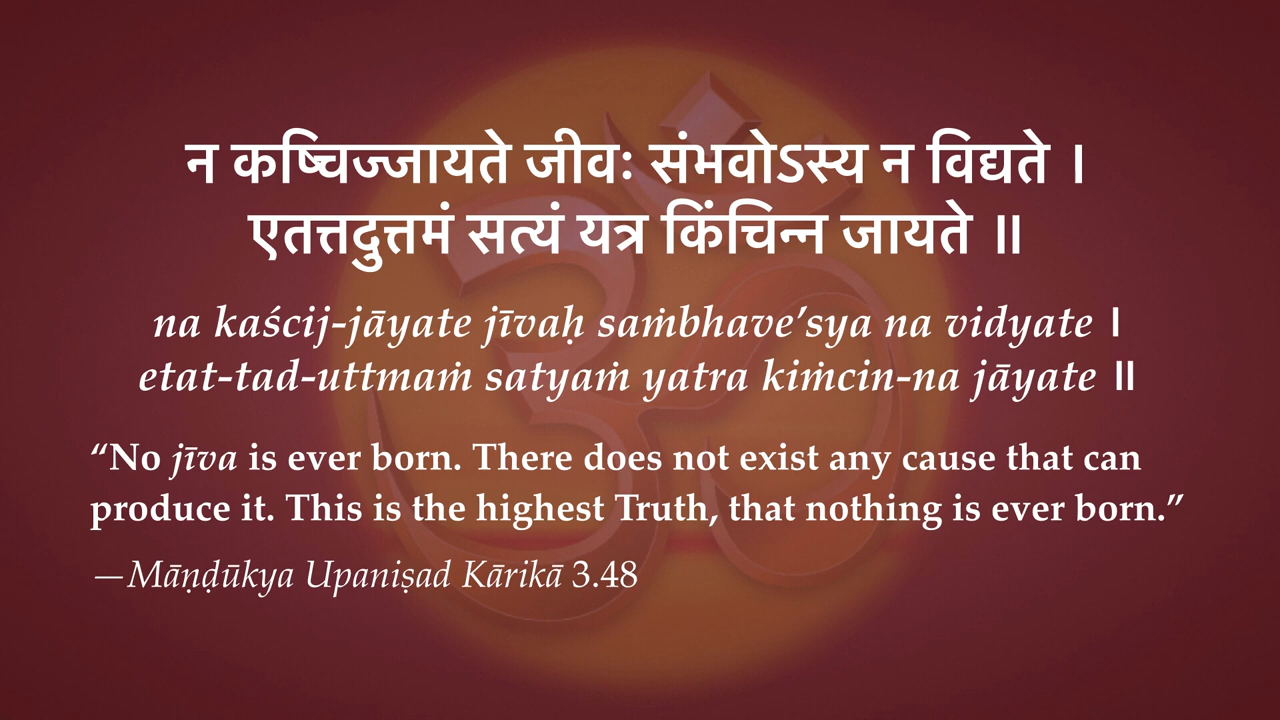 न कष्चिज्जायते जीवः संभवोऽस्य न विद्यते ।
एतत्तदुत्तमं सत्यं यत्र किंचिन्न जायते ॥
na kaścij-jāyate jīvaḥ saṁbhave’sya na vidyate ।
etat-tad-uttmaṁ satyaṁ yatra kiṁcin-na jāyate ॥
“No jīva is ever born. There does not exist any cause that can
produce it. This is the highest Truth, that nothing is ever born.”
—Māṇḍūkya Upaniṣad Kārikā 3.48